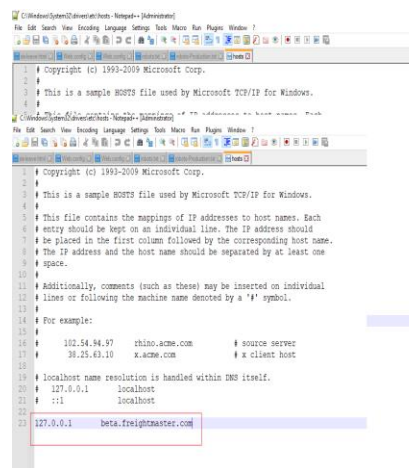 C:\Windows\System32\drivers\etc\hosts - Notepad++ [Administrator]
File Edit Search View Encoding Language Settings Tools Macro Run Plugins Window ?
hosts
1 # Copyright (c) 1993-2009 Microsoft Corp.
2 #
3 # This is a sample HOSTS file used by Microsoft TCP/IP for Windows.
4 #
C:\Windows\System32\drivers\etc\hosts - Notepad++ [Administrator]
File Edit Search View Encoding Language Settings Tools Macro Run Plugins Window ?
hosts
1 # Copyright (c) 1993-2009 Microsoft Corp.
2 #
3 # This is a sample HOSTS file used by Microsoft TCP/IP for Windows.
4 #
5 # This file contains the mappings of IP addresses to host names. Each
6 # entry should be kept on an individual line. The IP address should
7 # be placed in the first column followed by the corresponding host name.
8 # The IP address and the host name should be separated by at least one
9 # space.
10 #
11 # Additionally, comments (such as these) may be inserted on individual
12 # lines or following the machine name denoted by a '#' symbol.
13 #
14 # For example:
15 #
16 # 102.54.94.97 rhino.acme.com # source server
17 # 38.25.63.10 x.acme.com # x client host
18
19 # localhost name resolution is handled within DNS itself.
20 # 127.0.0.1 localhost
21 # ::1 localhost
22
23 127.0.0.1 beta.freightmaster.com